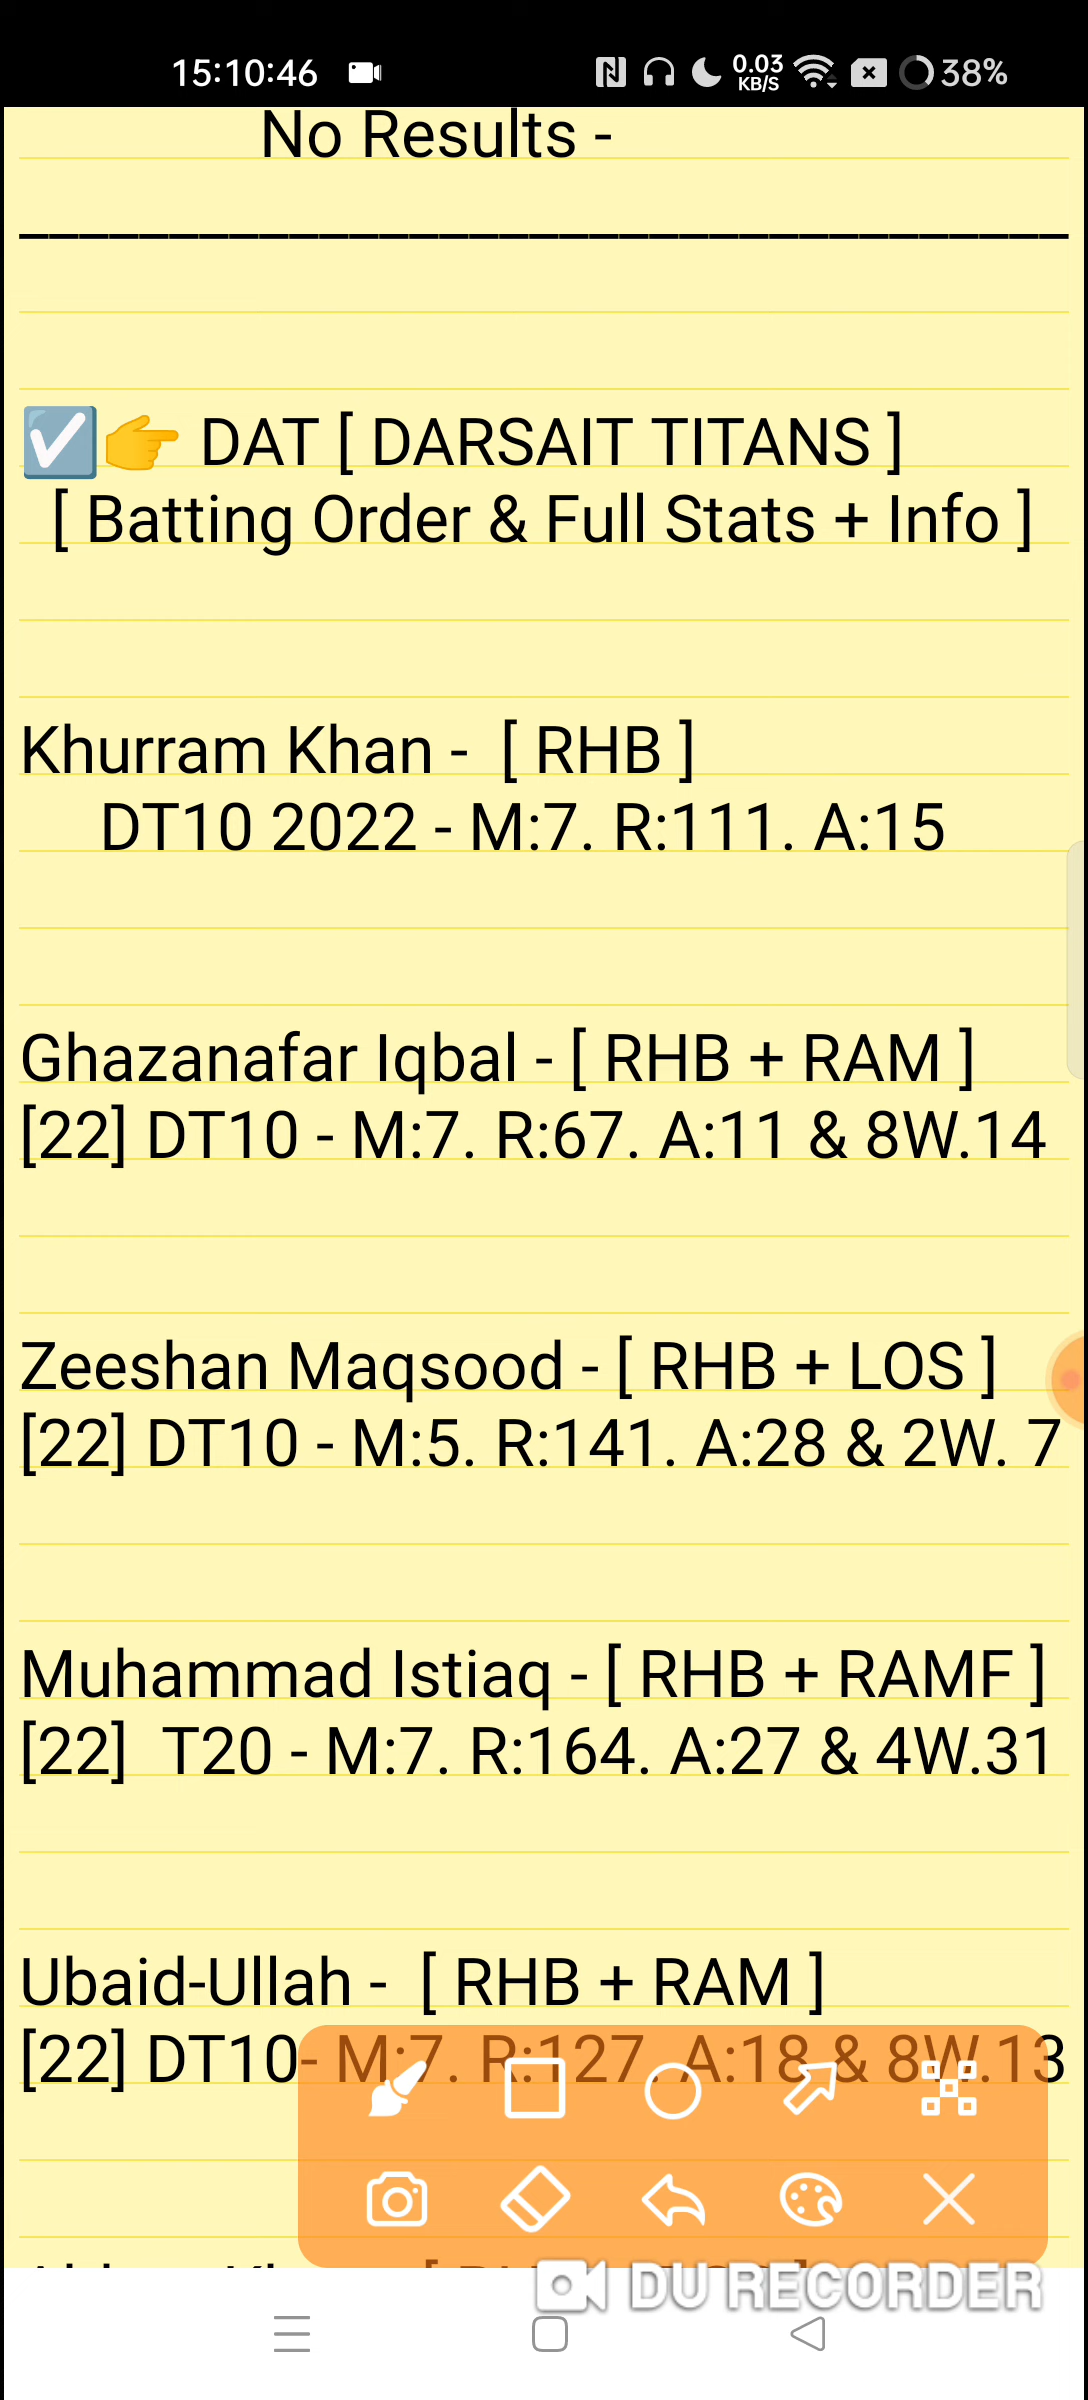 15:10:46 0.03 KB/S 38%
No Results -
☑️👉 DAT [ DARSAIT TITANS ]
[ Batting Order & Full Stats + Info ]
Khurram Khan - [ RHB ]
DT10 2022 - M:7. R:111. A:15
Ghazanafar Iqbal - [ RHB + RAM ]
[22] DT10 - M:7. R:67. A:11 & 8W.14
Zeeshan Maqsood - [ RHB + LOS ]
[22] DT10 - M:5. R:141. A:28 & 2W. 7
Muhammad Istiaq - [ RHB + RAMF ]
[22] T20 - M:7. R:164. A:27 & 4W.31
Ubaid-Ullah - [ RHB + RAM ]
[22] DT10- M:7. R:127. A:18 & 8W.13
DU RECORDER